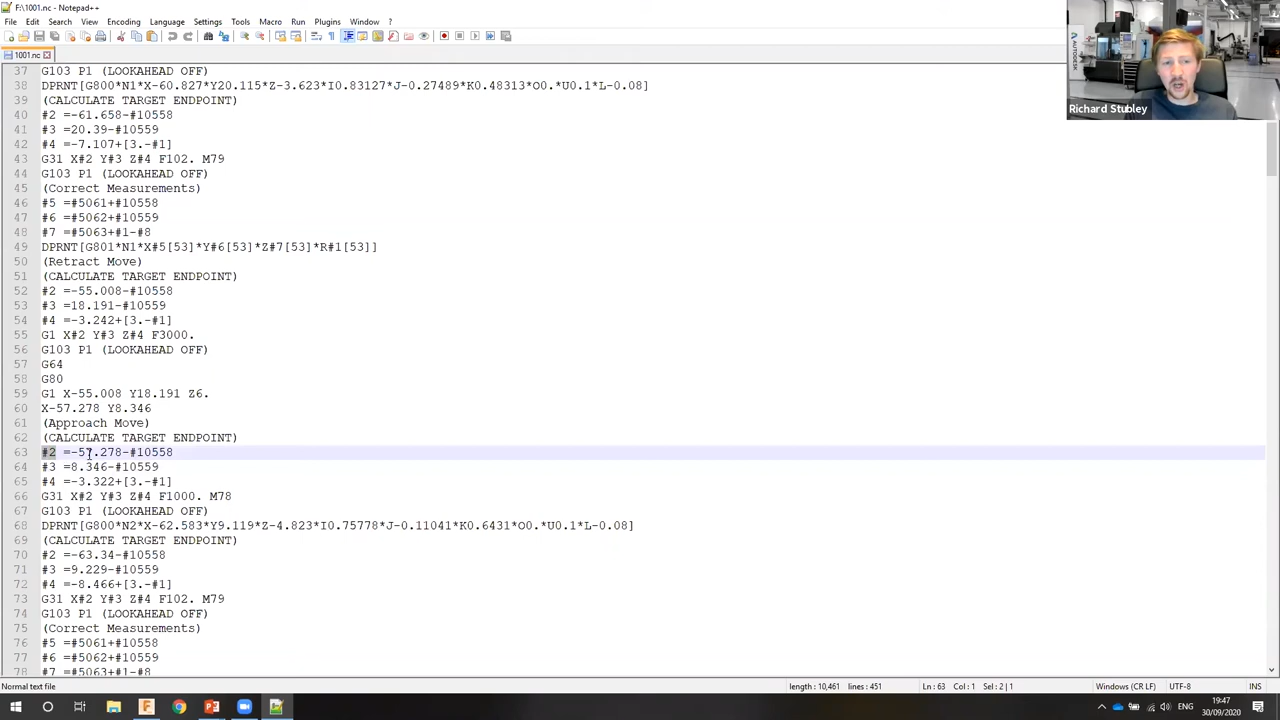 F:\1001.nc - Notepad++
File Edit Search View Encoding Language Settings Tools Macro Run Plugins Window ?
1001.nc
37 G103 P1 (LOOKAHEAD OFF)
38 DPRNT[G800*N1*X-60.827*Y20.115*Z-3.623*I0.83127*J-0.27489*K0.48313*O0.*U0.1*L-0.08]
39 (CALCULATE TARGET ENDPOINT)
40 #2 =-61.658-#10558
41 #3 =20.39-#10559
42 #4 =-7.107+[3.-#1]
43 G31 X#2 Y#3 Z#4 F102. M79
44 G103 P1 (LOOKAHEAD OFF)
45 (Correct Measurements)
46 #5 =#5061+#10558
47 #6 =#5062+#10559
48 #7 =#5063+#1-#8
49 DPRNT[G801*N1*X#5[53]*Y#6[53]*Z#7[53]*R#1[53]]
50 (Retract Move)
51 (CALCULATE TARGET ENDPOINT)
52 #2 =-55.008-#10558
53 #3 =18.191-#10559
54 #4 =-3.242+[3.-#1]
55 G1 X#2 Y#3 Z#4 F3000.
56 G103 P1 (LOOKAHEAD OFF)
57 G64
58 G80
59 G1 X-55.008 Y18.191 Z6.
60 X-57.278 Y8.346
61 (Approach Move)
62 (CALCULATE TARGET ENDPOINT)
63 #2 =-57.278-#10558
64 #3 =8.346-#10559
65 #4 =-3.322+[3.-#1]
66 G31 X#2 Y#3 Z#4 F1000. M78
67 G103 P1 (LOOKAHEAD OFF)
68 DPRNT[G800*N2*X-62.583*Y9.119*Z-4.823*I0.75778*J-0.11041*K0.6431*O0.*U0.1*L-0.08]
69 (CALCULATE TARGET ENDPOINT)
70 #2 =-63.34-#10558
71 #3 =9.229-#10559
72 #4 =-8.466+[3.-#1]
73 G31 X#2 Y#3 Z#4 F102. M79
74 G103 P1 (LOOKAHEAD OFF)
75 (Correct Measurements)
76 #5 =#5061+#10558
77 #6 =#5062+#10559
78 #7 =#5063+#1-#8
AUTODESK
Richard Stubley
Normal text file length : 10,461 lines : 451 Ln : 63 Col : 1 Sel : 2 | 1 Windows (CR LF) UTF-8 INS
ENG 19:47
30/09/2020